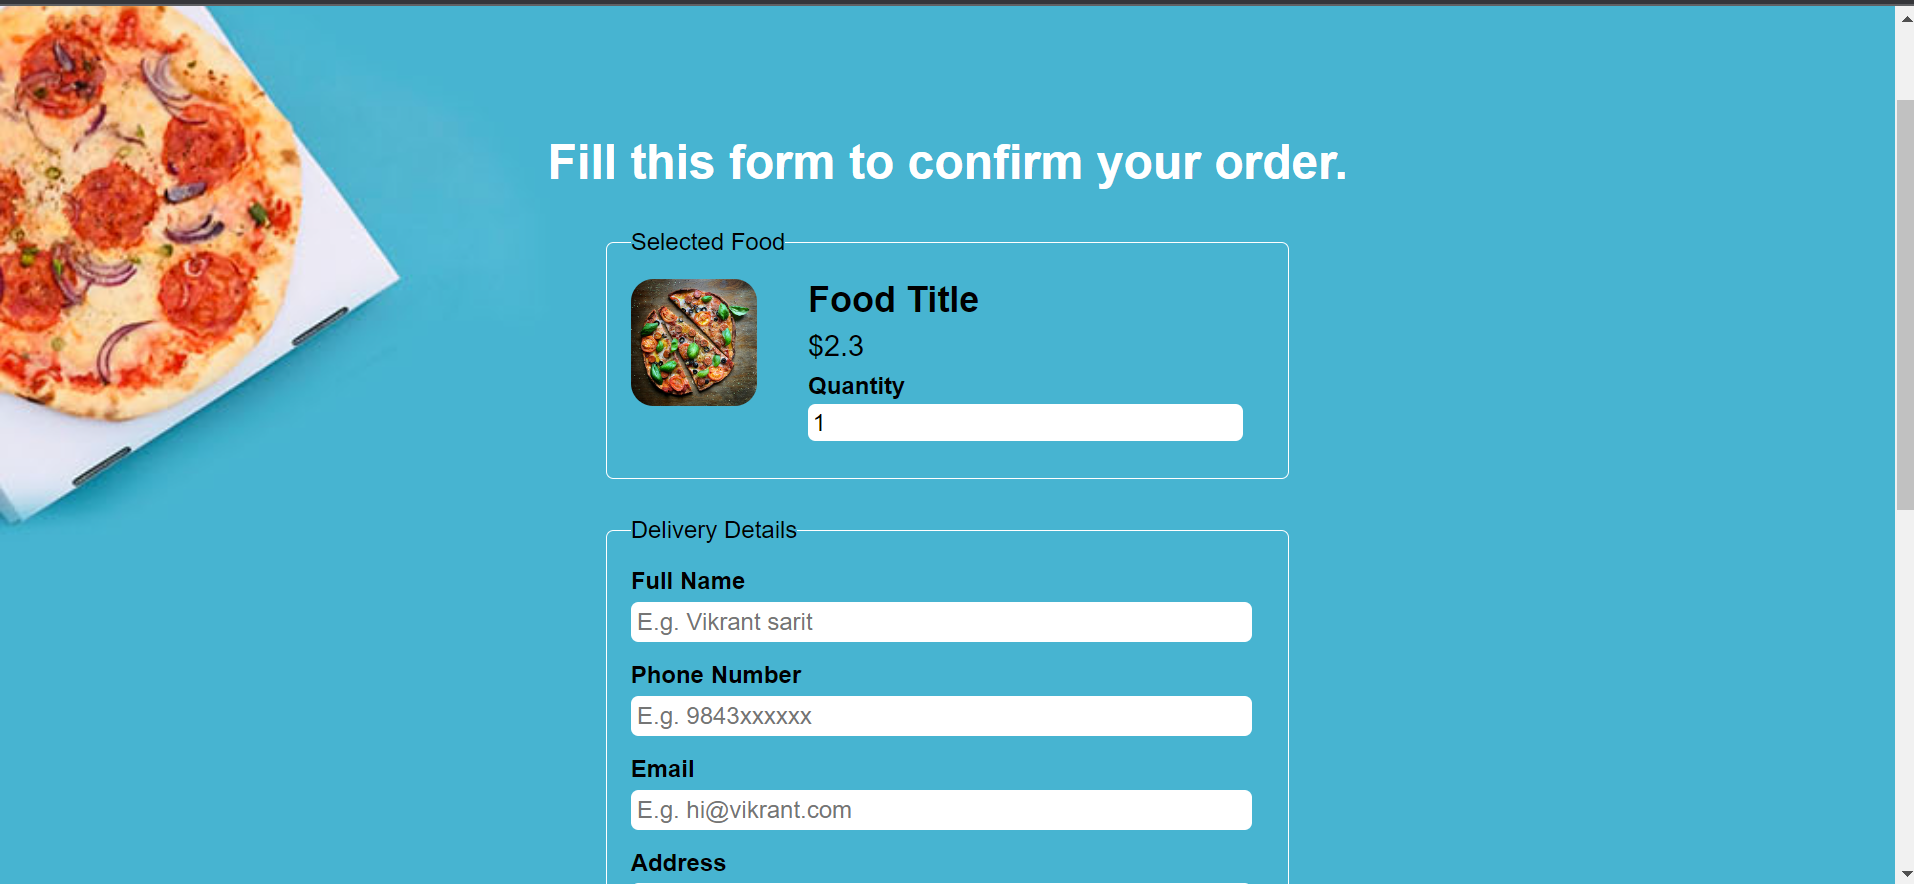 Fill this form to confirm your order.
Selected Food
Food Title
$2.3
Quantity
1
Delivery Details
Full Name
E.g. Vikrant sarit
Phone Number
E.g. 9843xxxxxx
Email
E.g. hi@vikrant.com
Address